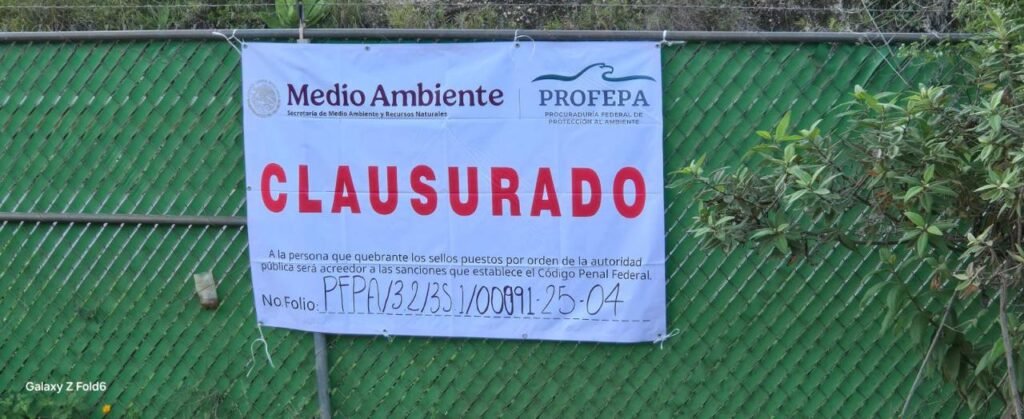 Medio Ambiente
Secretaría de Medio Ambiente y Recursos Naturales
PROFEPA
PROCURADURÍA FEDERAL DE
PROTECCIÓN AL AMBIENTE
CLAUSURADO
A la persona que quebrante los sellos puestos por orden de la autoridad
pública será acreedor a las sanciones que establece el Código Penal Federal.
No. Folio: PFPA/3.2/3S.1/00091-25-04
Galaxy Z Fold6